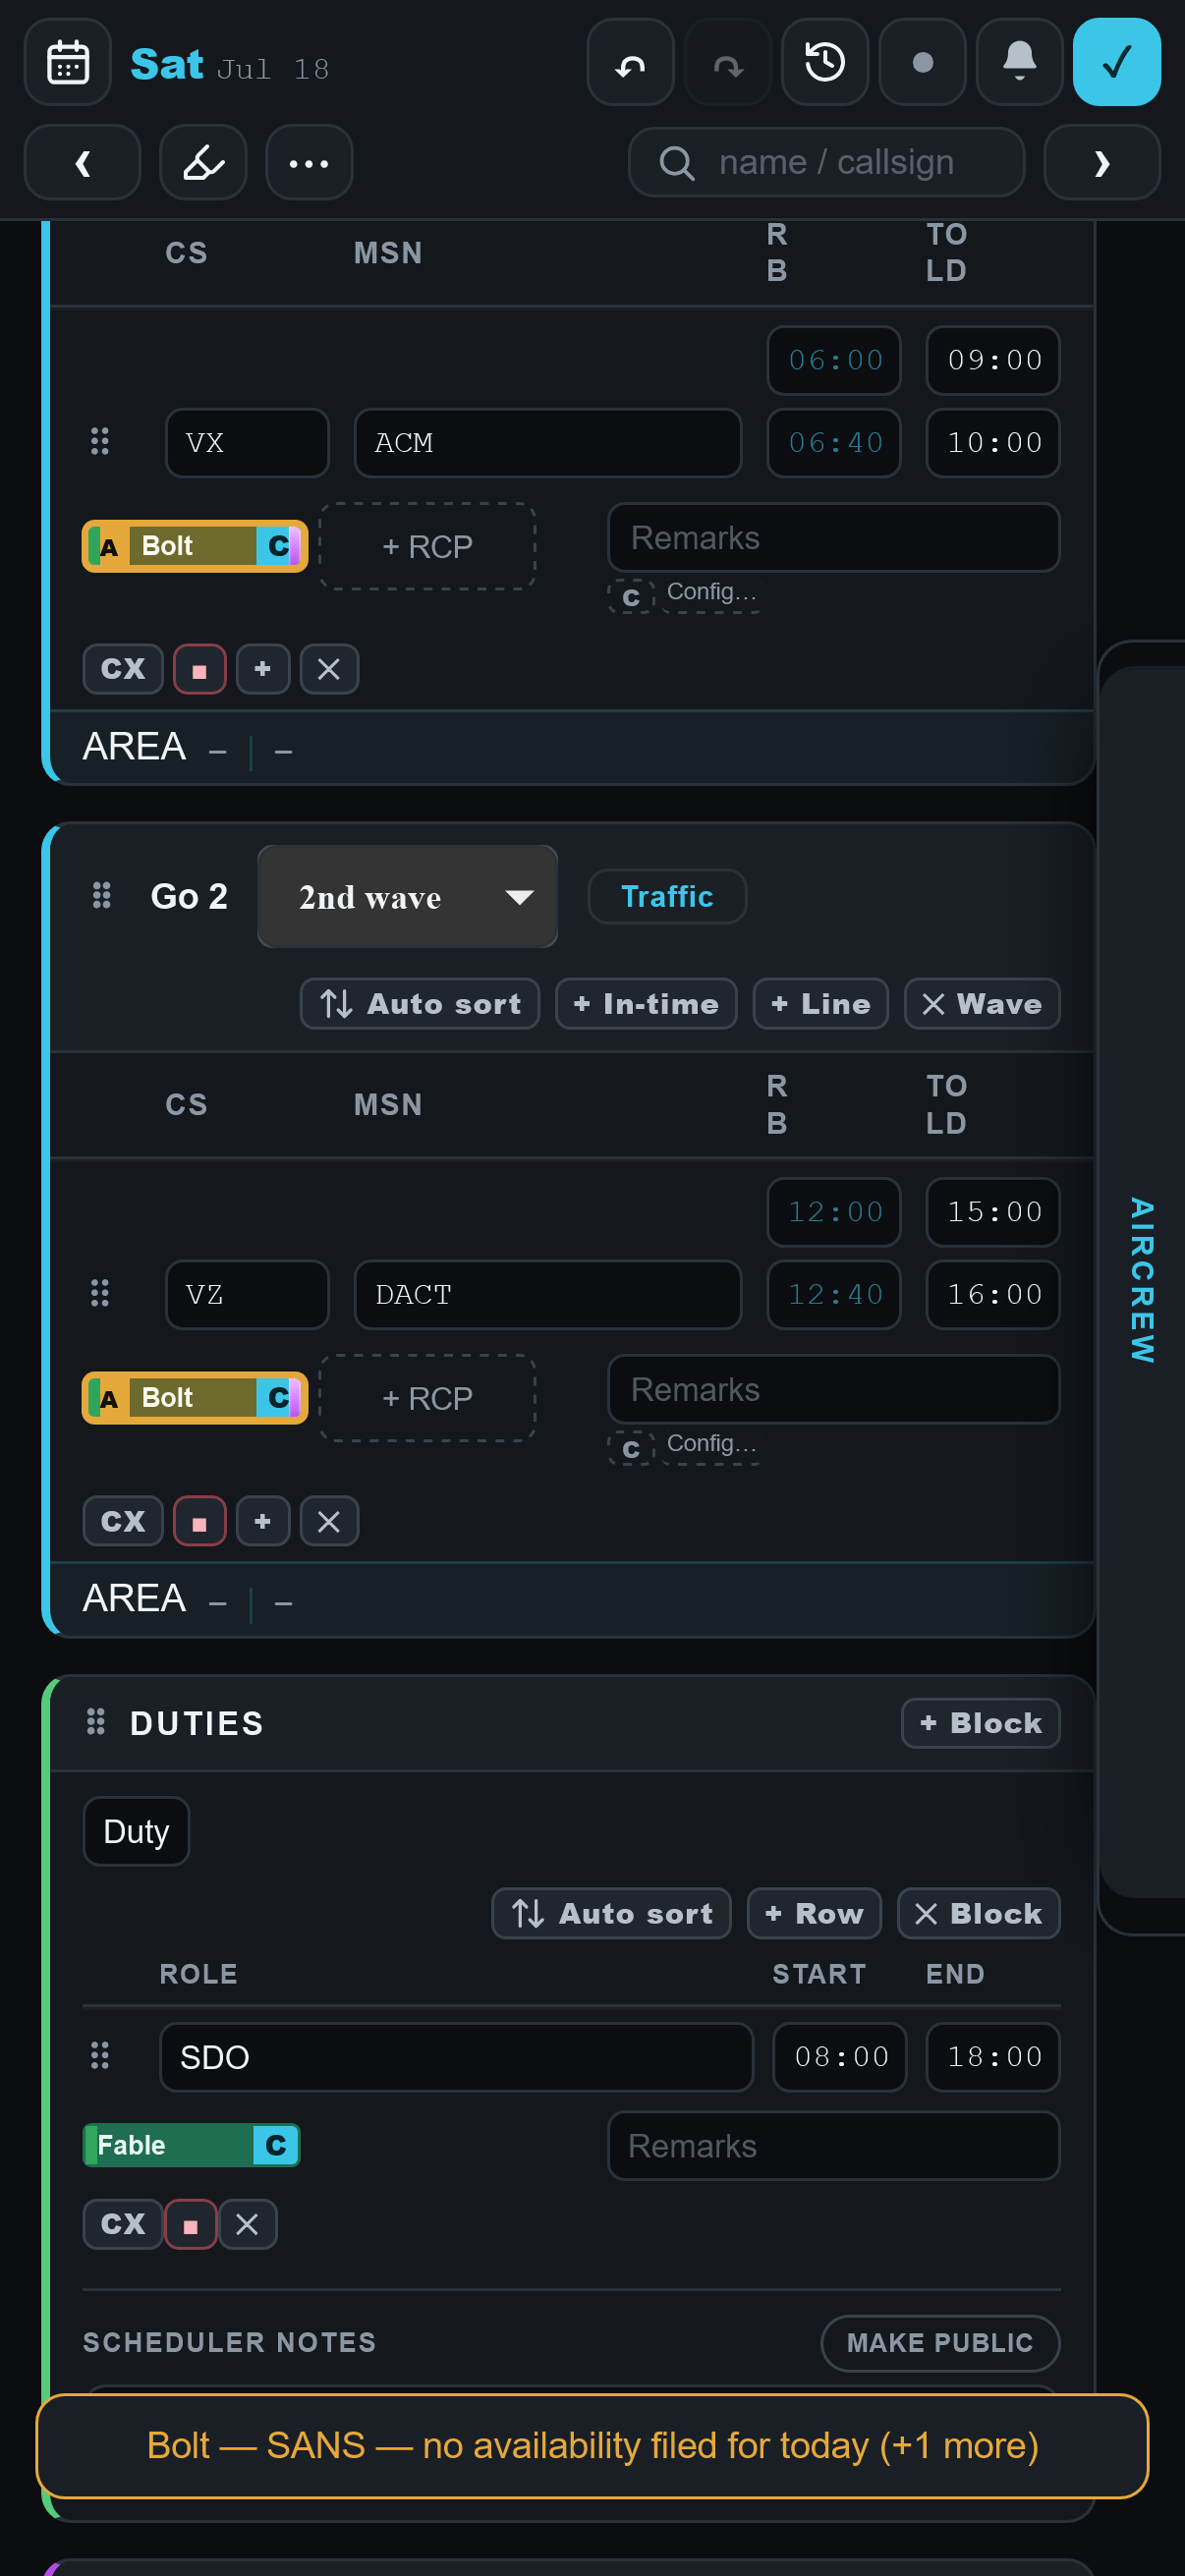 Sat Jul 18
name / callsign
CS MSN R TO
B LD
06:00 09:00
VX ACM 06:40 10:00
A Bolt C + RCP Remarks
C Config...
CX + ×
AREA – | –
Go 2 2nd wave Traffic
Auto sort + In-time + Line × Wave
CS MSN R TO
B LD
12:00 15:00
VZ DACT 12:40 16:00
A Bolt C + RCP Remarks
C Config...
CX + ×
AREA – | –
AIRCREW
DUTIES + Block
Duty
Auto sort + Row × Block
ROLE START END
SDO 08:00 18:00
Fable C Remarks
CX ×
SCHEDULER NOTES MAKE PUBLIC
Bolt — SANS — no availability filed for today (+1 more)